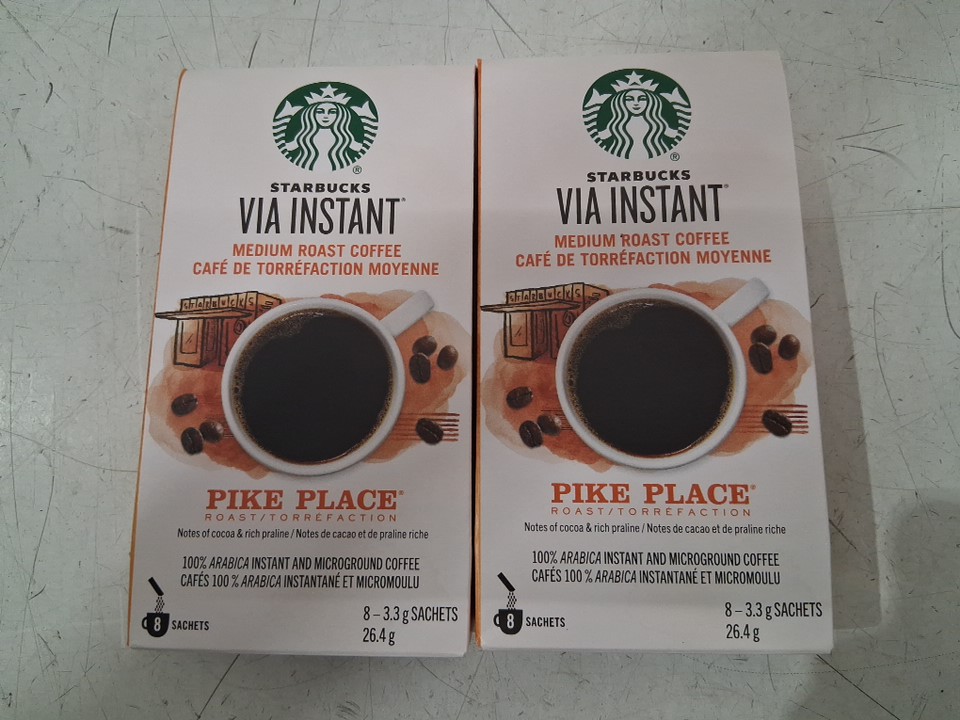 STARBUCKS
VIA INSTANT®
MEDIUM ROAST COFFEE
CAFÉ DE TORRÉFACTION MOYENNE
STARBUCKS
PIKE PLACE®
ROAST/TORRÉFACTION
Notes of cocoa & rich praline / Notes de cacao et de praline riche
100% ARABICA INSTANT AND MICROGROUND COFFEE
CAFÉS 100 % ARABICA INSTANTANÉ ET MICROMOULU
8 SACHETS
8 – 3.3 g SACHETS
26.4 g
STARBUCKS
VIA INSTANT®
MEDIUM ROAST COFFEE
CAFÉ DE TORRÉFACTION MOYENNE
STARBUCKS
PIKE PLACE®
ROAST/TORRÉFACTION
Notes of cocoa & rich praline / Notes de cacao et de praline riche
100% ARABICA INSTANT AND MICROGROUND COFFEE
CAFÉS 100 % ARABICA INSTANTANÉ ET MICROMOULU
8 SACHETS
8 – 3.3 g SACHETS
26.4 g